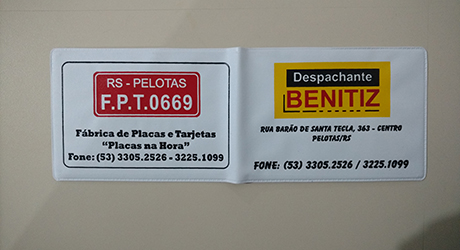 RS - PELOTAS
F.P.T.0669
Fábrica de Placas e Tarjetas
“Placas na Hora”
Fone: (53) 3305.2526 - 3225.1099
Despachante
BENITIZ
RUA BARÃO DE SANTA TECLA, 363 - CENTRO
PELOTAS/RS
FONE: (53) 3305.2526 / 3225.1099